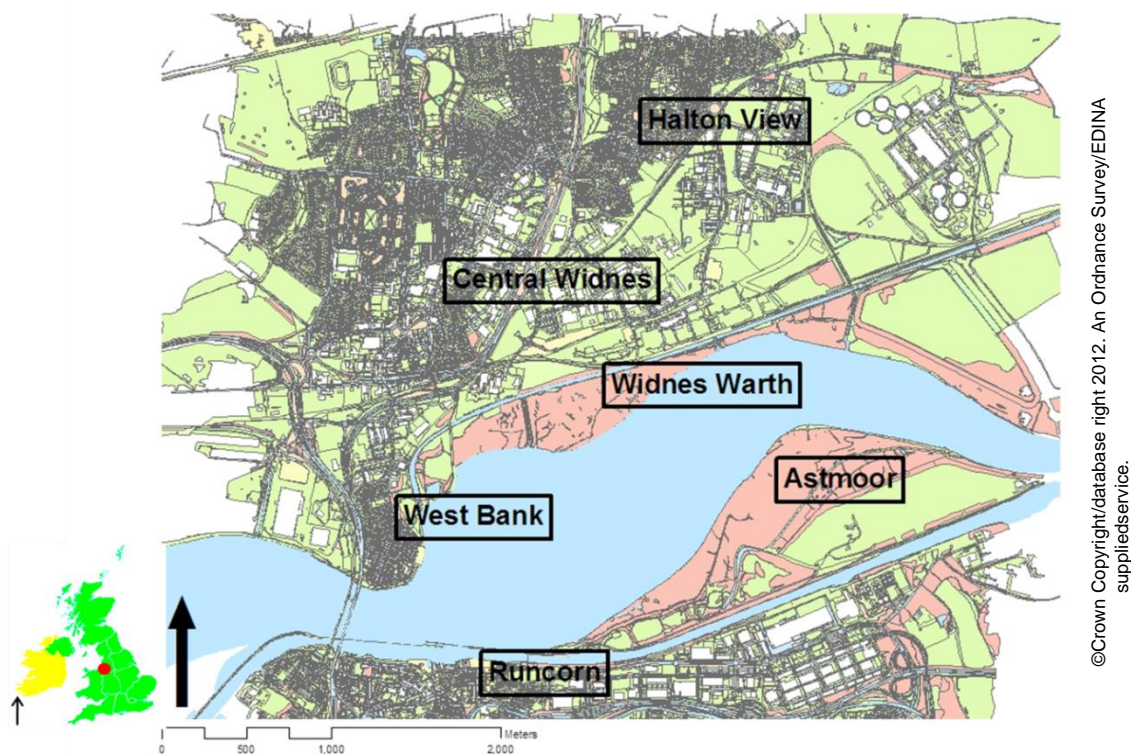 Halton View
Central Widnes
Widnes Warth
Astmoor
West Bank
Runcorn
Meters
0 500 1,000 2,000
©Crown Copyright/database right 2012. An Ordnance Survey/EDINA
suppliedservice.